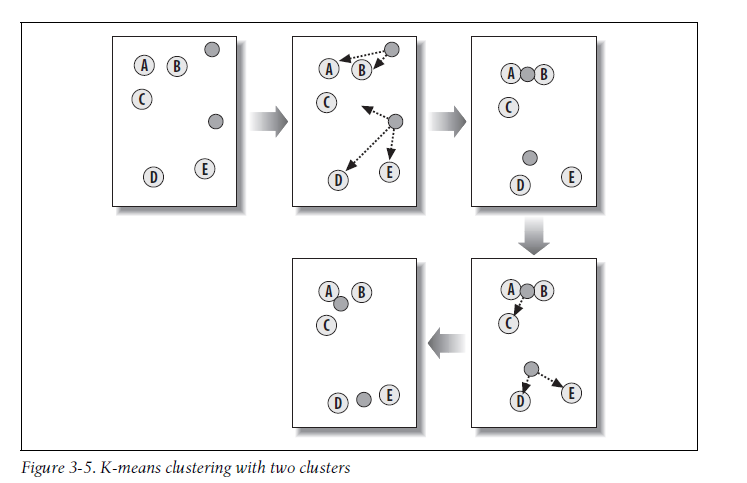 A B
C
D E
A B
C
D E
A B
C
D E
A B
C
D E
A B
C
D E
Figure 3-5. K-means clustering with two clusters